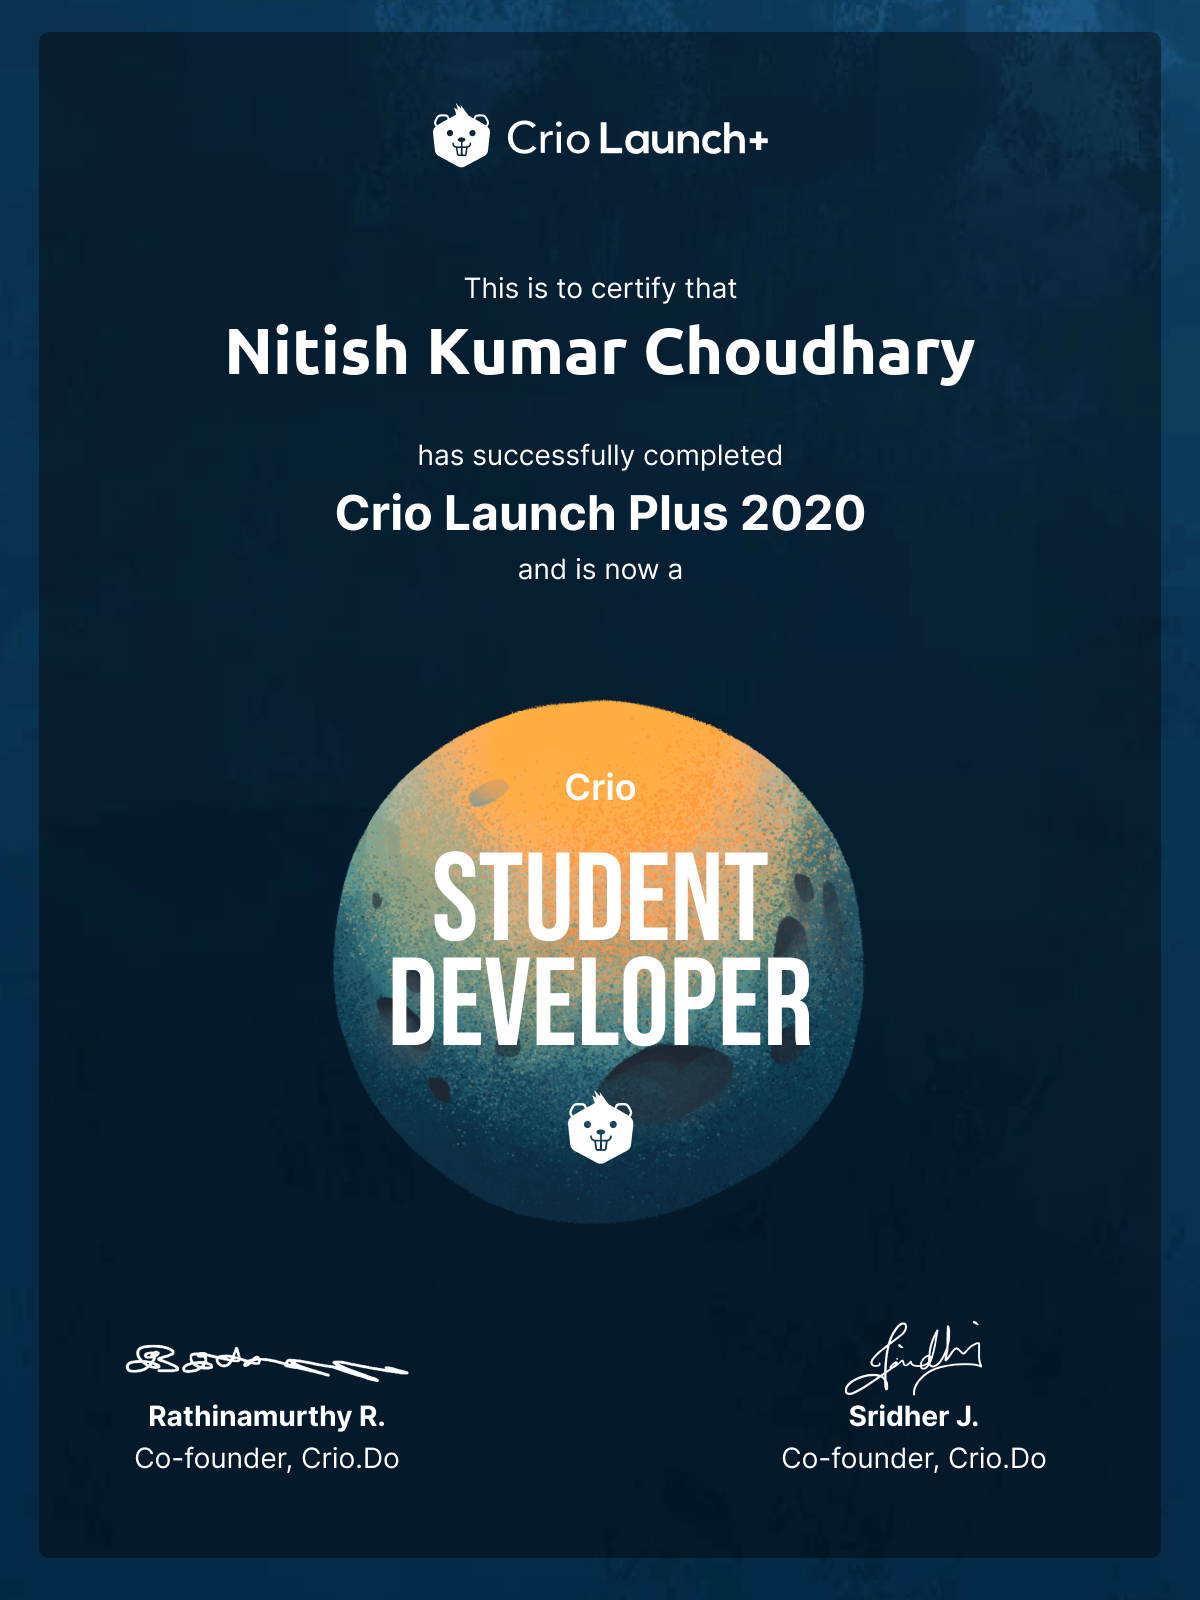 Crio Launch+
This is to certify that
Nitish Kumar Choudhary
has successfully completed
Crio Launch Plus 2020
and is now a
Crio
STUDENT
DEVELOPER
Rathinamurthy R.
Co-founder, Crio.Do
Sridher J.
Co-founder, Crio.Do